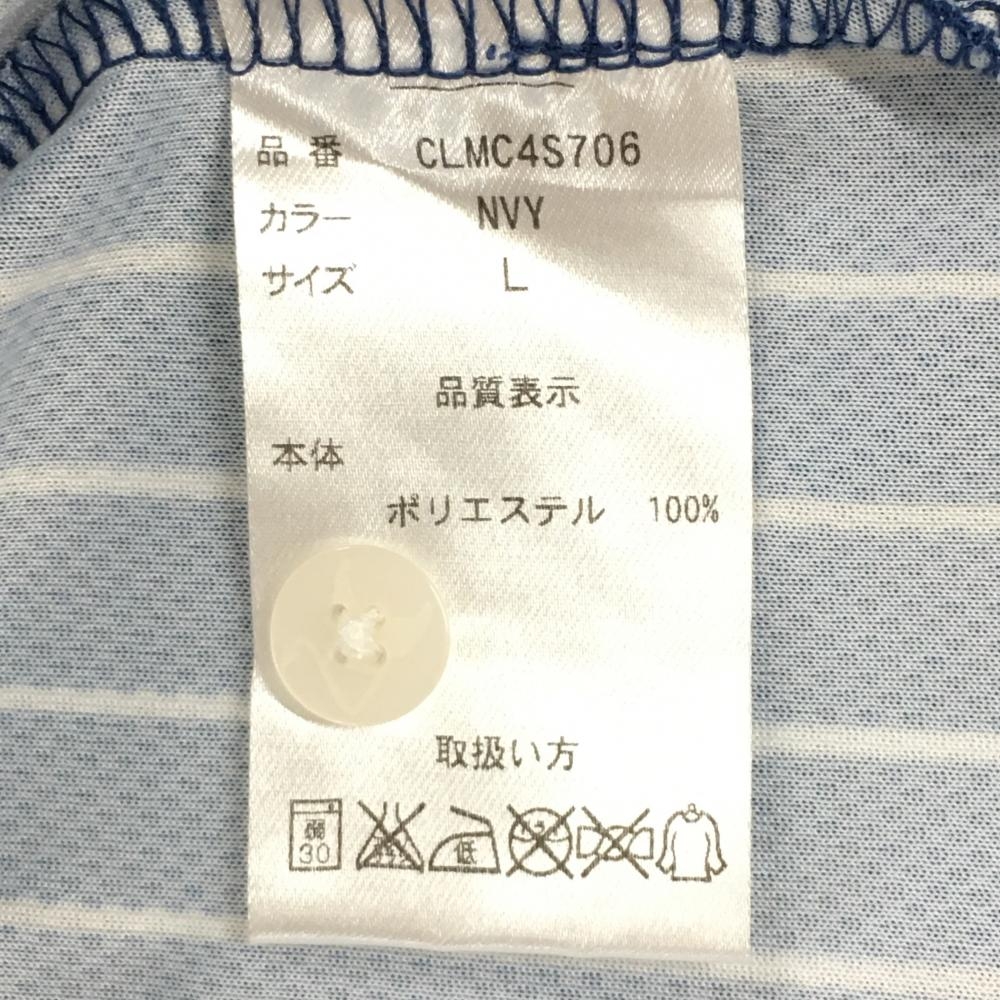 品番 CLMC4S706
カラー NVY
サイズ L
品質表示
本体
ポリエステル 100%
取扱い方
弱 30 低